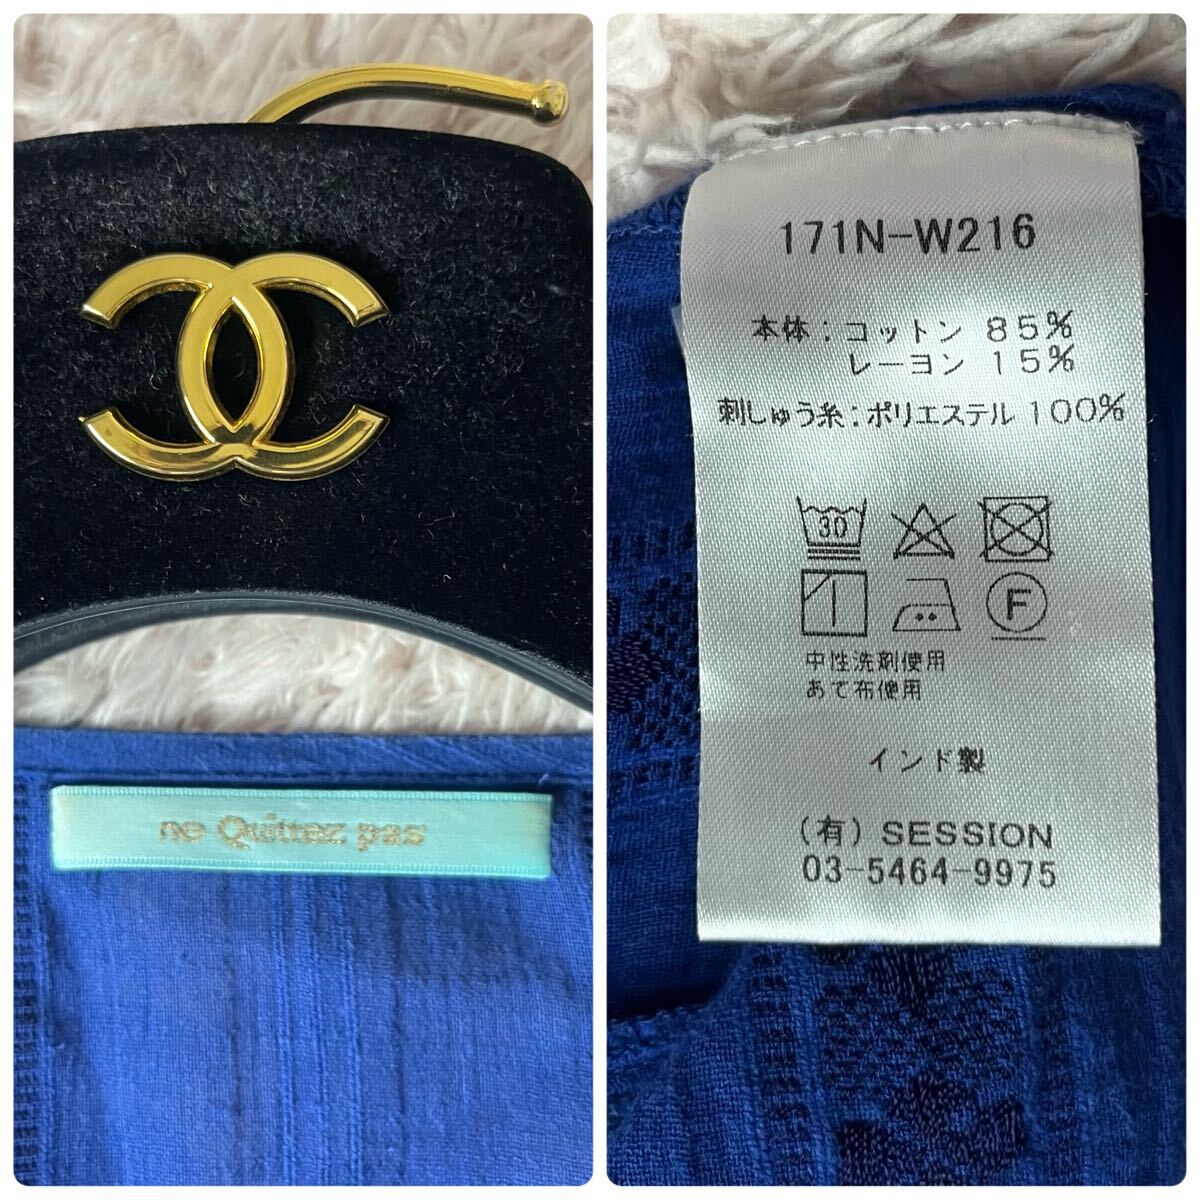 ne Quittez pas
171N-W216
本体：コットン 85%
レーヨン 15%
刺しゅう糸：ポリエステル 100%
30
F
中性洗剤使用
あて布使用
インド製
（有）SESSION
03-5464-9975